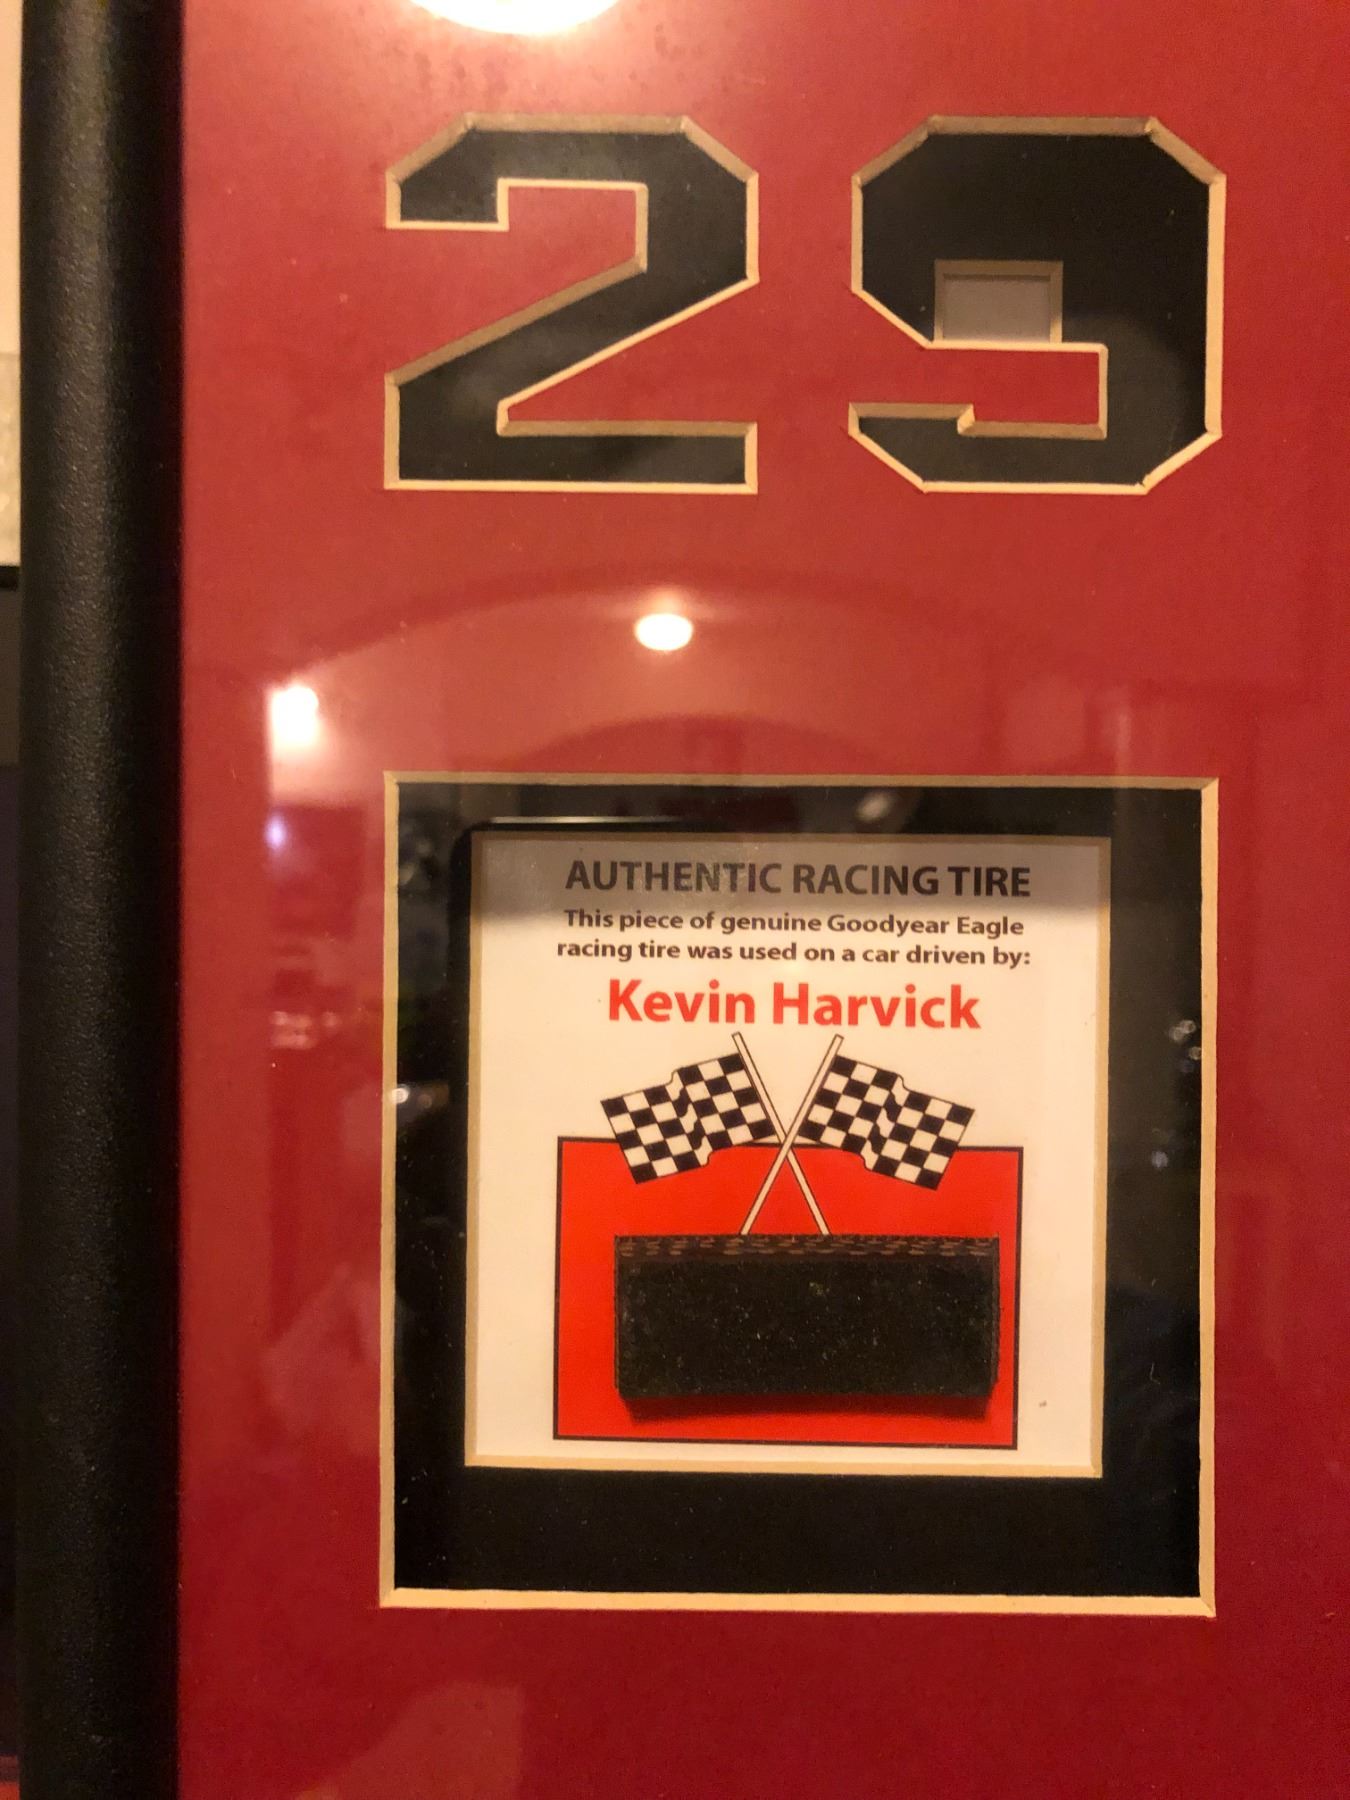 29
AUTHENTIC RACING TIRE
This piece of genuine Goodyear Eagle
racing tire was used on a car driven by:
Kevin Harvick